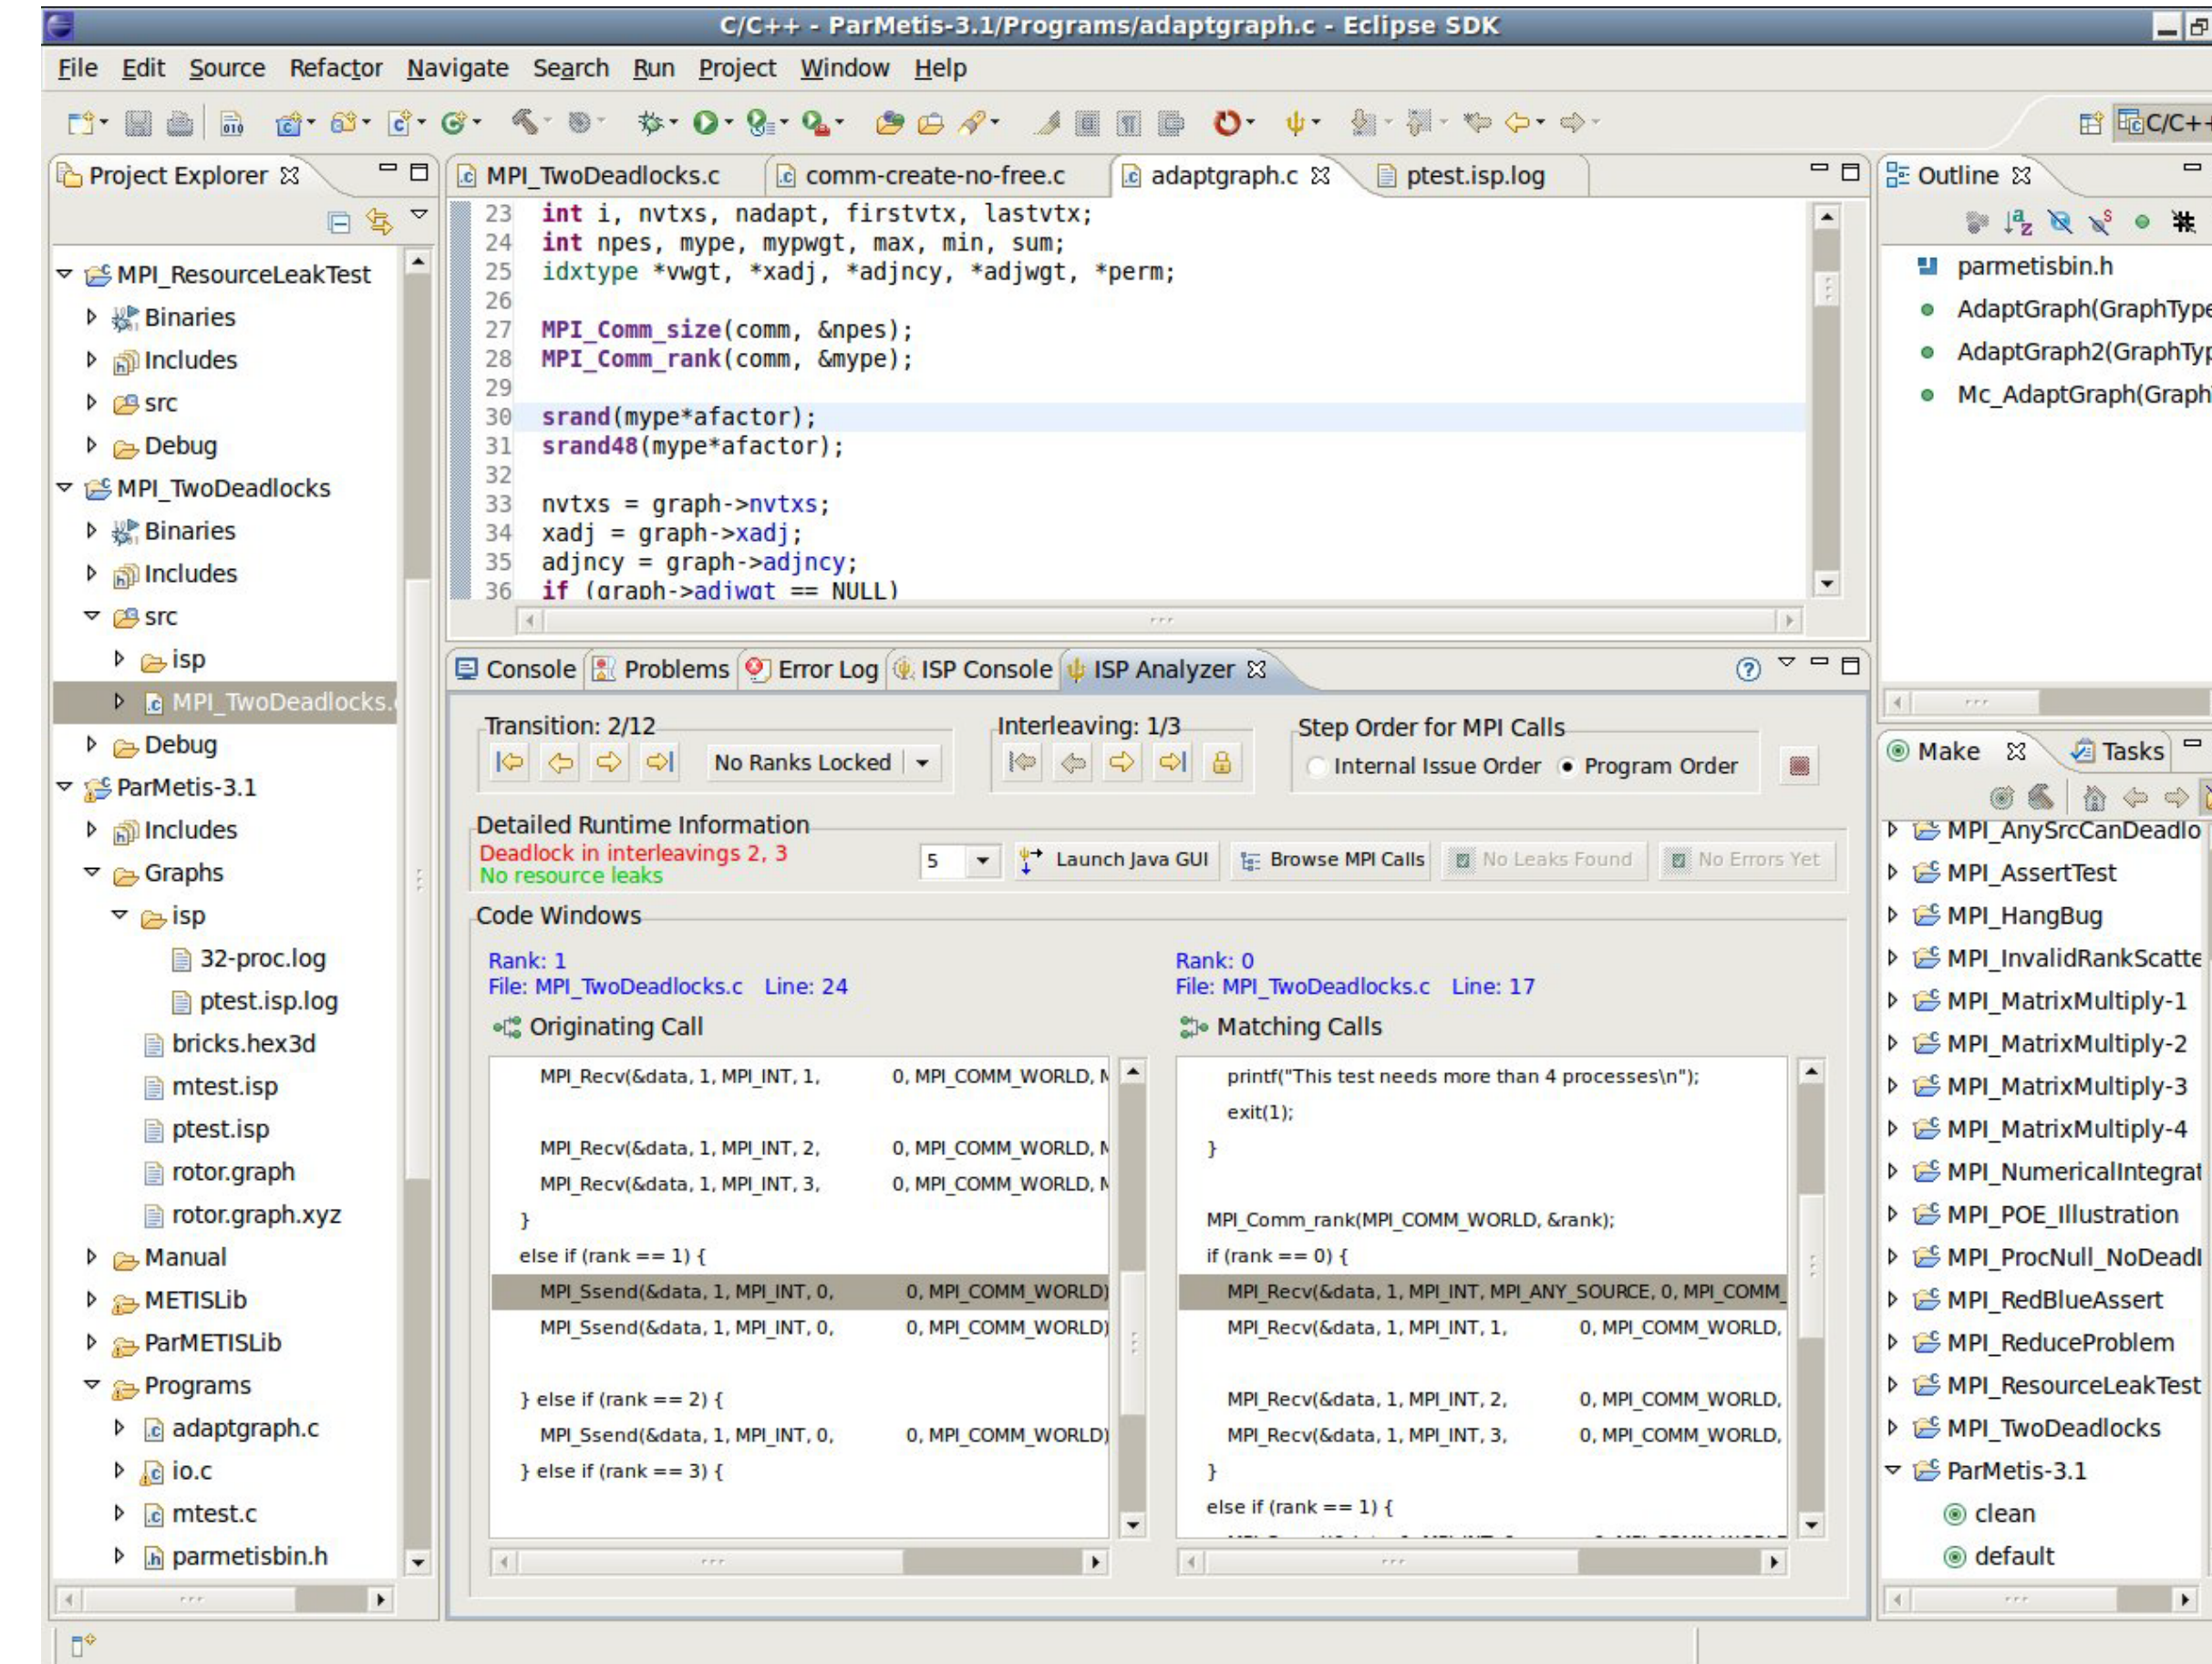 C/C++ - ParMetis-3.1/Programs/adaptgraph.c - Eclipse SDK
File Edit Source Refactor Navigate Search Run Project Window Help
C/C++
Project Explorer
MPI_ResourceLeakTest
Binaries
Includes
src
Debug
MPI_TwoDeadlocks
Binaries
Includes
src
isp
MPI_TwoDeadlocks.
Debug
ParMetis-3.1
Includes
Graphs
isp
32-proc.log
ptest.isp.log
bricks.hex3d
mtest.isp
ptest.isp
rotor.graph
rotor.graph.xyz
Manual
METISLib
ParMETISLib
Programs
adaptgraph.c
io.c
mtest.c
parmetisbin.h
MPI_TwoDeadlocks.c comm-create-no-free.c adaptgraph.c ptest.isp.log
23 int i, nvtxs, nadapt, firstvtx, lastvtx;
24 int npes, mype, mypwgt, max, min, sum;
25 idxtype *vwgt, *xadj, *adjncy, *adjwgt, *perm;
26
27 MPI_Comm_size(comm, &npes);
28 MPI_Comm_rank(comm, &mype);
29
30 srand(mype*afactor);
31 srand48(mype*afactor);
32
33 nvtxs = graph->nvtxs;
34 xadj = graph->xadj;
35 adjncy = graph->adjncy;
36 if (graph->adjwgt == NULL)
Console Problems Error Log ISP Console ISP Analyzer
Transition: 2/12 Interleaving: 1/3 Step Order for MPI Calls
No Ranks Locked Internal Issue Order Program Order
Detailed Runtime Information
Deadlock in interleavings 2, 3
No resource leaks
5 Launch Java GUI Browse MPI Calls No Leaks Found No Errors Yet
Code Windows
Rank: 1
File: MPI_TwoDeadlocks.c Line: 24
Originating Call
MPI_Recv(&data, 1, MPI_INT, 1, 0, MPI_COMM_WORLD, M
MPI_Recv(&data, 1, MPI_INT, 2, 0, MPI_COMM_WORLD, M
MPI_Recv(&data, 1, MPI_INT, 3, 0, MPI_COMM_WORLD, M
}
else if (rank == 1) {
MPI_Ssend(&data, 1, MPI_INT, 0, 0, MPI_COMM_WORLD)
MPI_Ssend(&data, 1, MPI_INT, 0, 0, MPI_COMM_WORLD)
} else if (rank == 2) {
MPI_Ssend(&data, 1, MPI_INT, 0, 0, MPI_COMM_WORLD)
} else if (rank == 3) {
Rank: 0
File: MPI_TwoDeadlocks.c Line: 17
Matching Calls
printf("This test needs more than 4 processes\n");
exit(1);
}
MPI_Comm_rank(MPI_COMM_WORLD, &rank);
if (rank == 0) {
MPI_Recv(&data, 1, MPI_INT, MPI_ANY_SOURCE, 0, MPI_COMM_
MPI_Recv(&data, 1, MPI_INT, 1, 0, MPI_COMM_WORLD,
MPI_Recv(&data, 1, MPI_INT, 2, 0, MPI_COMM_WORLD,
MPI_Recv(&data, 1, MPI_INT, 3, 0, MPI_COMM_WORLD,
}
else if (rank == 1) {
Outline
parmetisbin.h
AdaptGraph(GraphType
AdaptGraph2(GraphTyp
Mc_AdaptGraph(Graph
Make Tasks
MPI_AnySrcCanDeadlo
MPI_AssertTest
MPI_HangBug
MPI_InvalidRankScatte
MPI_MatrixMultiply-1
MPI_MatrixMultiply-2
MPI_MatrixMultiply-3
MPI_MatrixMultiply-4
MPI_NumericalIntegrat
MPI_POE_Illustration
MPI_ProcNull_NoDeadl
MPI_RedBlueAssert
MPI_ReduceProblem
MPI_ResourceLeakTest
MPI_TwoDeadlocks
ParMetis-3.1
clean
default